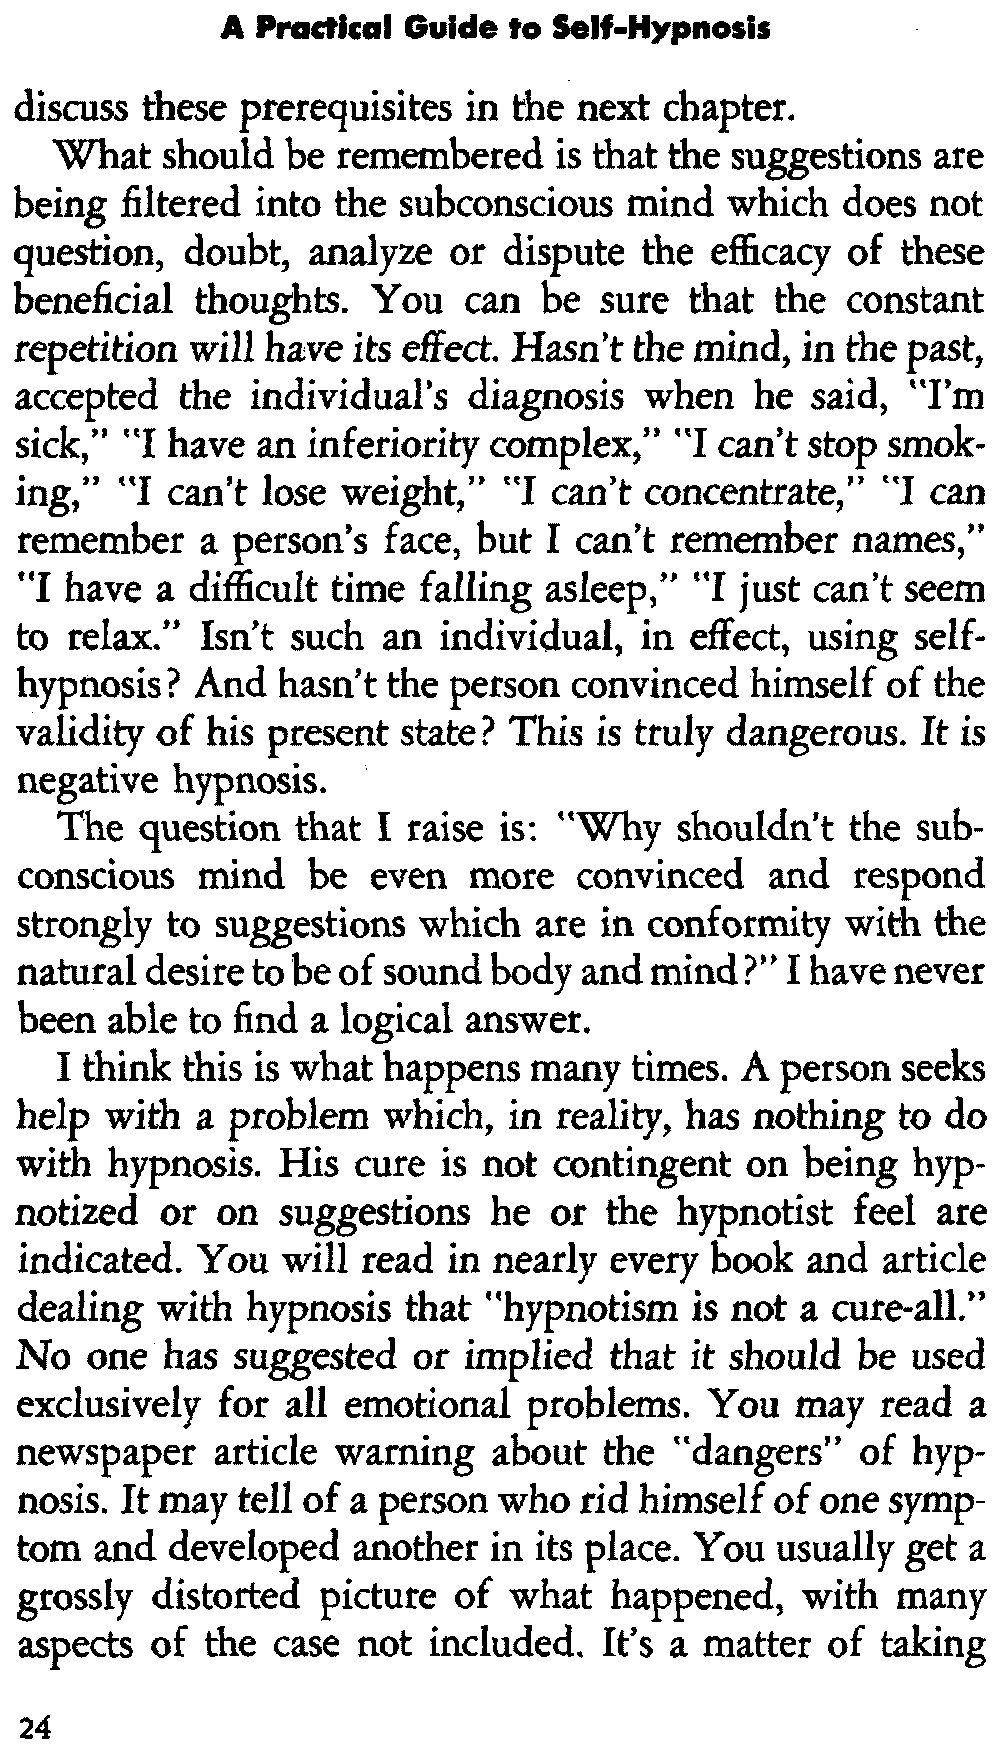 A Practical Guide to Self-Hypnosis
discuss these prerequisites in the next chapter.
What should be remembered is that the suggestions are
being filtered into the subconscious mind which does not
question, doubt, analyze or dispute the efficacy of these
beneficial thoughts. You can be sure that the constant
repetition will have its effect. Hasn't the mind, in the past,
accepted the individual's diagnosis when he said, "I'm
sick," "I have an inferiority complex," "I can't stop smok-
ing," "I can't lose weight," "I can't concentrate," "I can
remember a person's face, but I can't remember names,"
"I have a difficult time falling asleep," "I just can't seem
to relax." Isn't such an individual, in effect, using self-
hypnosis? And hasn't the person convinced himself of the
validity of his present state? This is truly dangerous. It is
negative hypnosis.
The question that I raise is: "Why shouldn't the sub-
conscious mind be even more convinced and respond
strongly to suggestions which are in conformity with the
natural desire to be of sound body and mind?" I have never
been able to find a logical answer.
I think this is what happens many times. A person seeks
help with a problem which, in reality, has nothing to do
with hypnosis. His cure is not contingent on being hyp-
notized or on suggestions he or the hypnotist feel are
indicated. You will read in nearly every book and article
dealing with hypnosis that "hypnotism is not a cure-all."
No one has suggested or implied that it should be used
exclusively for all emotional problems. You may read a
newspaper article warning about the "dangers" of hyp-
nosis. It may tell of a person who rid himself of one symp-
tom and developed another in its place. You usually get a
grossly distorted picture of what happened, with many
aspects of the case not included. It's a matter of taking
24